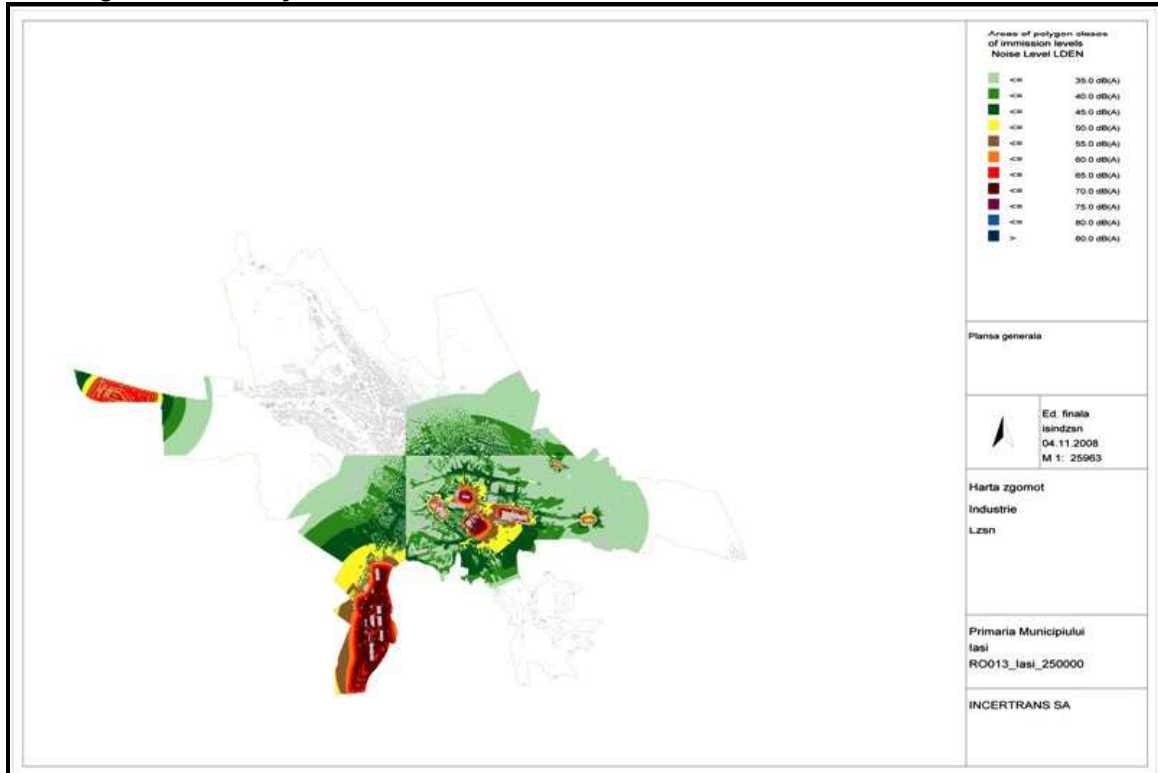 Areas of polygon classes
of immission levels
Noise Level LDEN
<= 35.0 dB(A)
<= 40.0 dB(A)
<= 45.0 dB(A)
<= 50.0 dB(A)
<= 55.0 dB(A)
<= 60.0 dB(A)
<= 65.0 dB(A)
<= 70.0 dB(A)
<= 75.0 dB(A)
<= 80.0 dB(A)
> 80.0 dB(A)
Plansa generala
Ed. finala
isindzsn
04.11.2008
M 1: 25963
Harta zgomot
Industrie
Lzsn
Primaria Municipiului
Iasi
RO013_Iasi_250000
INCERTRANS SA